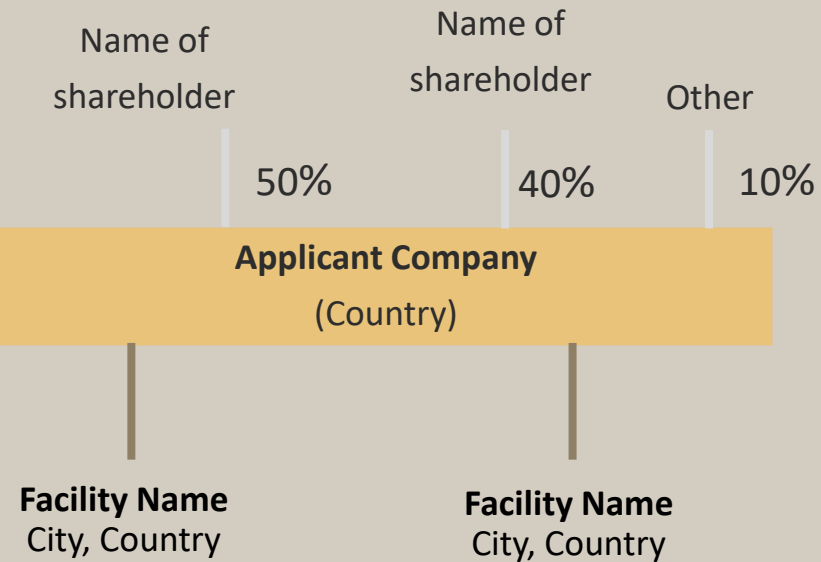 Name of
shareholder
Name of
shareholder
Other
50%
40%
10%
Applicant Company
(Country)
Facility Name
City, Country
Facility Name
City, Country